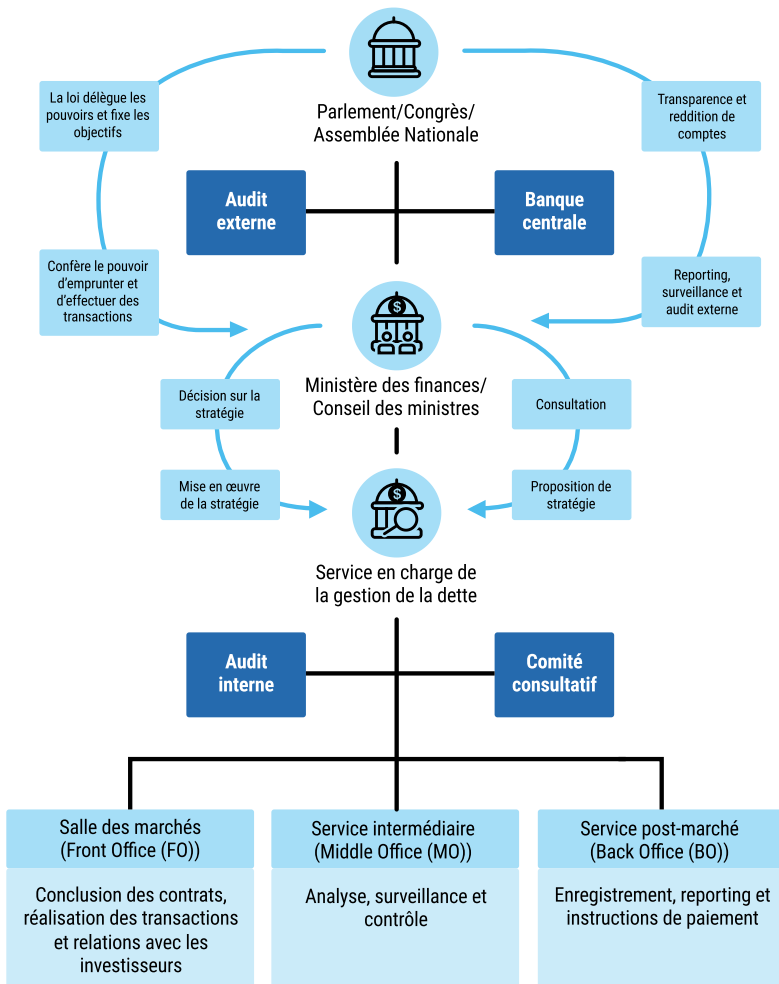 Parlement/Congrès/
Assemblée Nationale
La loi délègue les
pouvoirs et fixe les
objectifs
Transparence et
reddition de
comptes
Audit
externe
Banque
centrale
Confère le pouvoir
d'emprunter et
d'effectuer des
transactions
Reporting,
surveillance et
audit externe
$
Ministère des finances/
Conseil des ministres
Décision sur la
stratégie
Consultation
Mise en œuvre
de la stratégie
Proposition de
stratégie
$
Service en charge de
la gestion de la dette
Audit
interne
Comité
consultatif
Salle des marchés
(Front Office (FO))
Conclusion des contrats,
réalisation des transactions
et relations avec les
investisseurs
Service intermédiaire
(Middle Office (MO))
Analyse, surveillance et
contrôle
Service post-marché
(Back Office (BO))
Enregistrement, reporting et
instructions de paiement